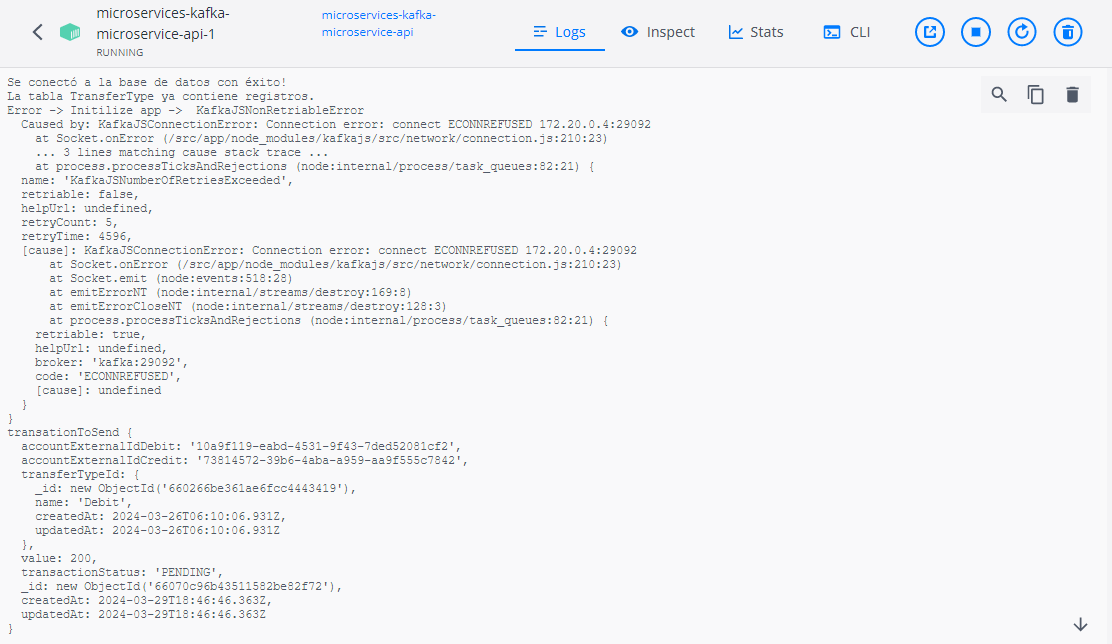 microservices-kafka-
microservice-api-1
RUNNING
microservices-kafka-
microservice-api
Logs
Inspect
Stats
CLI
Se conectó a la base de datos con éxito!
La tabla TransferType ya contiene registros.
Error -> Initilize app ->  KafkaJSNonRetriableError
  Caused by: KafkaJSConnectionError: Connection error: connect ECONNREFUSED 172.20.0.4:29092
    at Socket.onError (/src/app/node_modules/kafkajs/src/network/connection.js:210:23)
    ... 3 lines matching cause stack trace ...
    at process.processTicksAndRejections (node:internal/process/task_queues:82:21) {
  name: 'KafkaJSNumberOfRetriesExceeded',
  retriable: false,
  helpUrl: undefined,
  retryCount: 5,
  retryTime: 4596,
  [cause]: KafkaJSConnectionError: Connection error: connect ECONNREFUSED 172.20.0.4:29092
      at Socket.onError (/src/app/node_modules/kafkajs/src/network/connection.js:210:23)
      at Socket.emit (node:events:518:28)
      at emitErrorNT (node:internal/streams/destroy:169:8)
      at emitErrorCloseNT (node:internal/streams/destroy:128:3)
      at process.processTicksAndRejections (node:internal/process/task_queues:82:21) {
    retriable: true,
    helpUrl: undefined,
    broker: 'kafka:29092',
    code: 'ECONNREFUSED',
    [cause]: undefined
  }
}
transationToSend {
  accountExternalIdDebit: '10a9f119-eabd-4531-9f43-7ded52081cf2',
  accountExternalIdCredit: '73814572-39b6-4aba-a959-aa9f555c7842',
  transferTypeId: {
    _id: new ObjectId('660266be361ae6fcc4443419'),
    name: 'Debit',
    createdAt: 2024-03-26T06:10:06.931Z,
    updatedAt: 2024-03-26T06:10:06.931Z
  },
  value: 200,
  transactionStatus: 'PENDING',
  _id: new ObjectId('66070c96b43511582be82f72'),
  createdAt: 2024-03-29T18:46:46.363Z,
  updatedAt: 2024-03-29T18:46:46.363Z
}